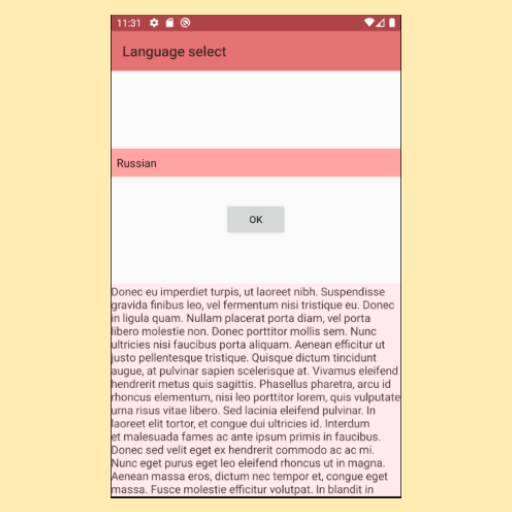 11:31
Language select
Russian
OK
Donec eu imperdiet turpis, ut laoreet nibh. Suspendisse
gravida finibus leo, vel fermentum nisi tristique eu. Donec
in ligula quam. Nullam placerat porta diam, vel porta
libero molestie non. Donec porttitor mollis sem. Nunc
ultricies nisi faucibus porta aliquam. Aenean efficitur ut
justo pellentesque tristique. Quisque dictum tincidunt
augue, at pulvinar sapien scelerisque at. Vivamus eleifend
hendrerit metus quis sagittis. Phasellus pharetra, arcu id
rhoncus elementum, nisi leo porttitor lorem, quis vulputate
urna risus vitae libero. Sed lacinia eleifend pulvinar. In
laoreet elit tortor, et congue dui ultricies id. Interdum
et malesuada fames ac ante ipsum primis in faucibus.
Donec sed velit eget ex hendrerit commodo ac ac mi.
Nunc eget purus eget leo eleifend rhoncus ut in magna.
Aenean massa eros, dictum nec tempor et, congue eget
massa. Fusce molestie efficitur volutpat. In blandit in